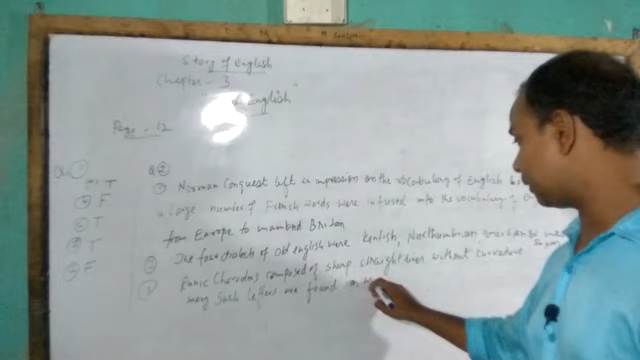 Story of English
Chapter - 3
of English"
Page - 12
Q 1
T
F
T
T
F
Q 2
Norman Conquest left an impression on the vocabulary of English
a large number of French words were infused into the vocabulary of
from Europe to mainland Britain
The four dialects of Old English were Kentish, Northumbrian
Runic composed of sharp straight lines without curvature
many such letters are found on